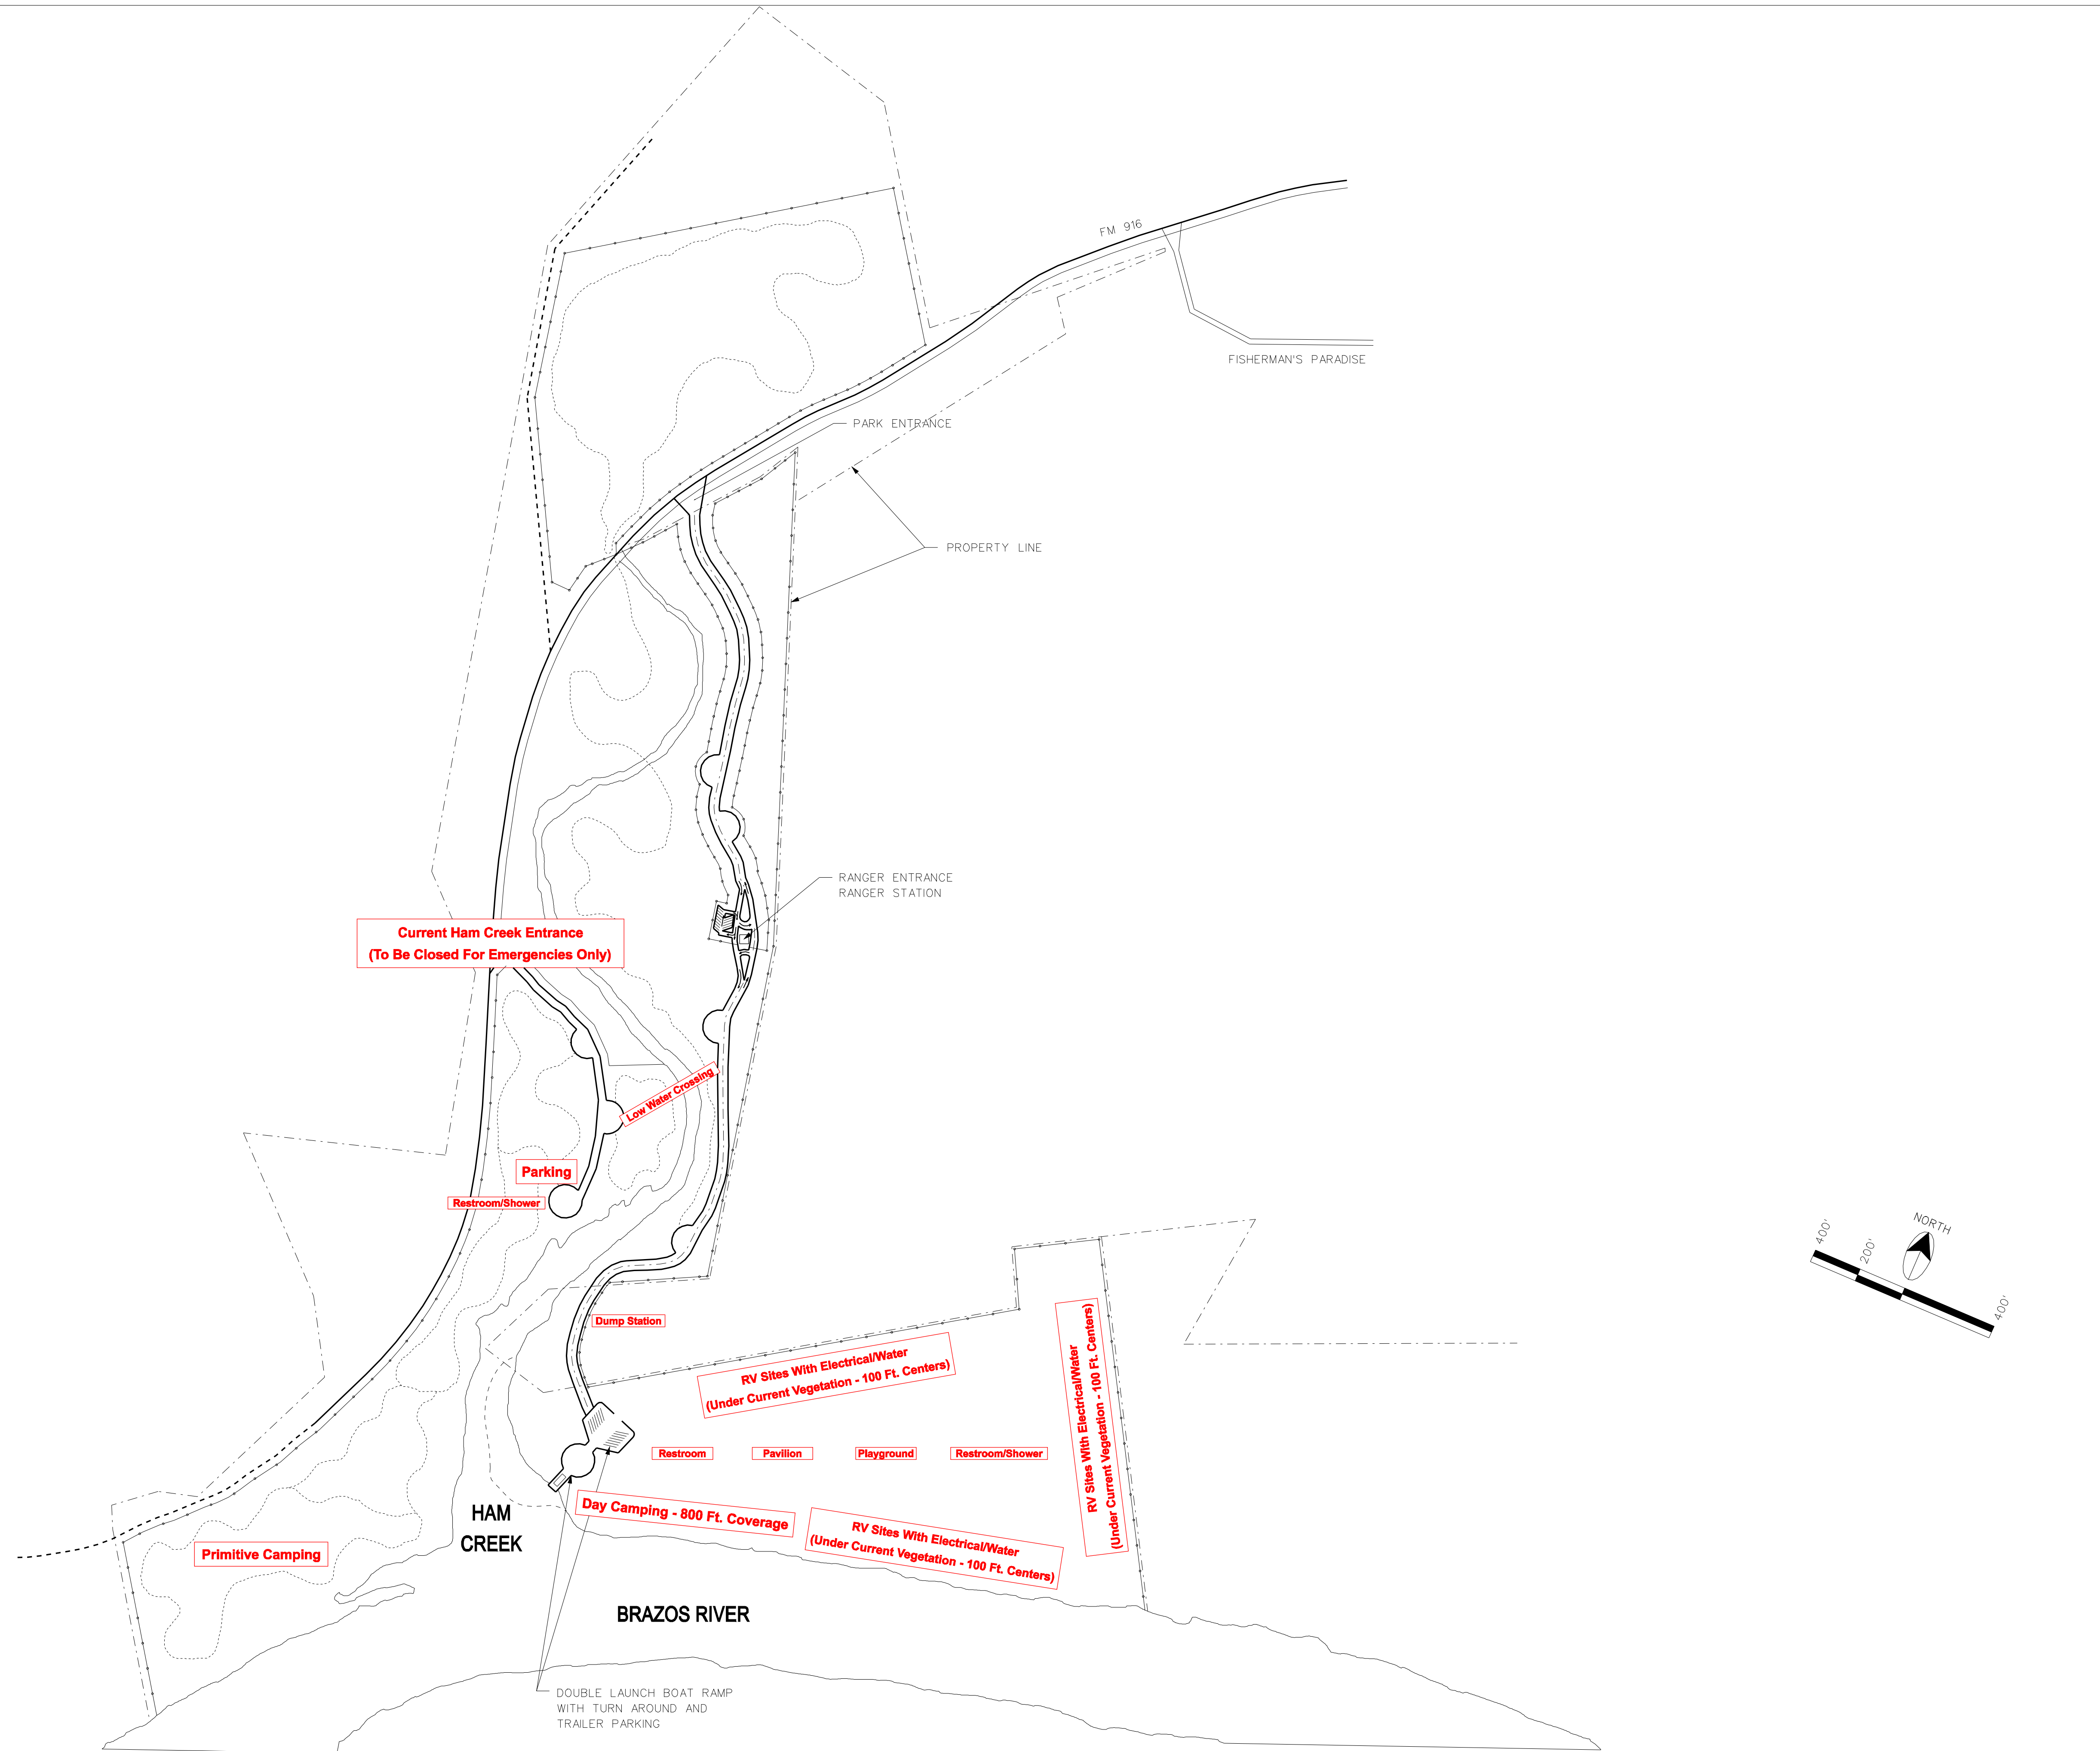 FM 916
FISHERMAN'S PARADISE
PARK ENTRANCE
PROPERTY LINE
RANGER ENTRANCE
RANGER STATION
Current Ham Creek Entrance
(To Be Closed For Emergencies Only)
Low Water Crossing
Parking
Restroom/Shower
NORTH
400'
200'
400'
Dump Station
RV Sites With Electrical/Water
(Under Current Vegetation - 100 Ft. Centers)
RV Sites With Electrical/Water
(Under Current Vegetation - 100 Ft. Centers)
Restroom
Pavilion
Playground
Restroom/Shower
Day Camping - 800 Ft. Coverage
RV Sites With Electrical/Water
(Under Current Vegetation - 100 Ft. Centers)
HAM
CREEK
Primitive Camping
BRAZOS RIVER
DOUBLE LAUNCH BOAT RAMP
WITH TURN AROUND AND
TRAILER PARKING